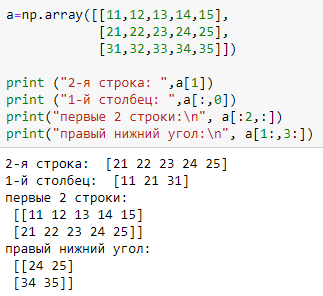 a=np.array([[11,12,13,14,15],
            [21,22,23,24,25],
            [31,32,33,34,35]])
print ("2-я строка: ",a[1])
print ("1-й столбец: ",a[:,0])
print("первые 2 строки:\n", a[:2,:])
print("правый нижний угол:\n", a[1:,3:])
2-я строка:  [21 22 23 24 25]
1-й столбец:  [11 21 31]
первые 2 строки:
 [[11 12 13 14 15]
 [21 22 23 24 25]]
правый нижний угол:
 [[24 25]
 [34 35]]